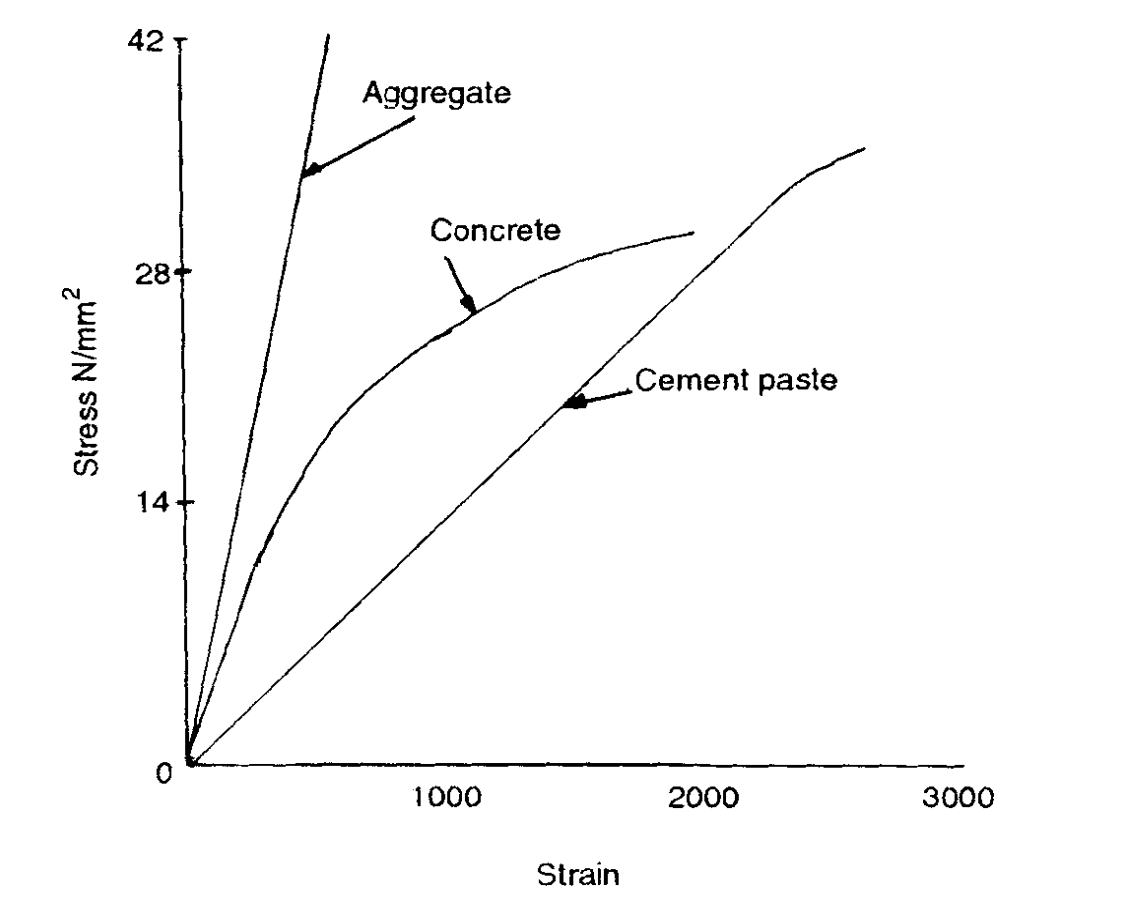 42
Aggregate
Concrete
28
Stress N/mm²
Cement paste
14
0
1000 2000 3000
Strain